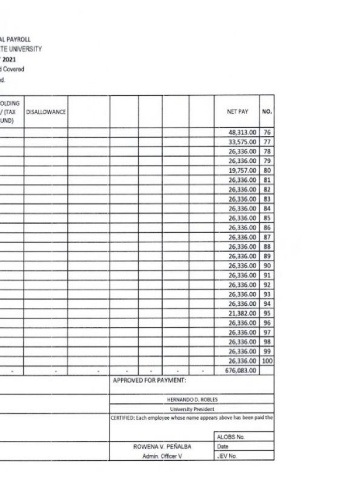 AL PAYROLL
TE UNIVERSITY
2021
d Covered
ed.
HOLDING
/ (TAX
UND)
DISALLOWANCE
NET PAY NO.
48,313.00 76
33,575.00 77
26,336.00 78
26,336.00 79
19,757.00 80
26,336.00 81
26,336.00 82
26,336.00 83
26,336.00 84
26,336.00 85
26,336.00 86
26,336.00 87
26,336.00 88
26,336.00 89
26,336.00 90
26,336.00 91
26,336.00 92
26,336.00 93
26,336.00 94
21,382.00 95
26,336.00 96
26,336.00 97
26,336.00 98
26,336.00 99
26,336.00 100
- - - - - - - 676,083.00
APPROVED FOR PAYMENT:
HERNANDO D. ROBLES
University President
CERTIFIED: Each employee whose name appears above has been paid the
ALOBS No.
ROWENA V. PEÑALBA Date
Admin. Officer V JEV No